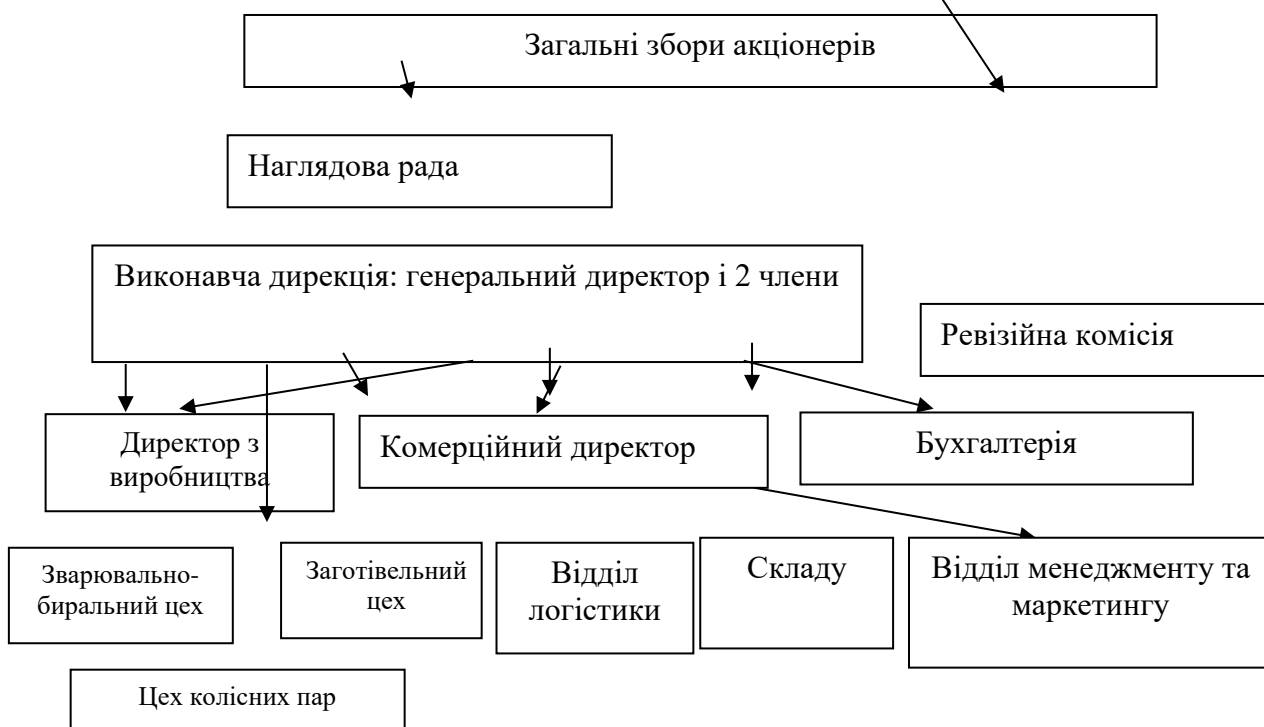 Загальні збори акціонерів
Наглядова рада
Виконавча дирекція: генеральний директор і 2 члени
Ревізійна комісія
Директор з
виробництва
Комерційний директор
Бухгалтерія
Зварювально-
биральний цех
Заготівельний
цех
Відділ
логістики
Складу
Відділ менеджменту та
маркетингу
Цех колісних пар